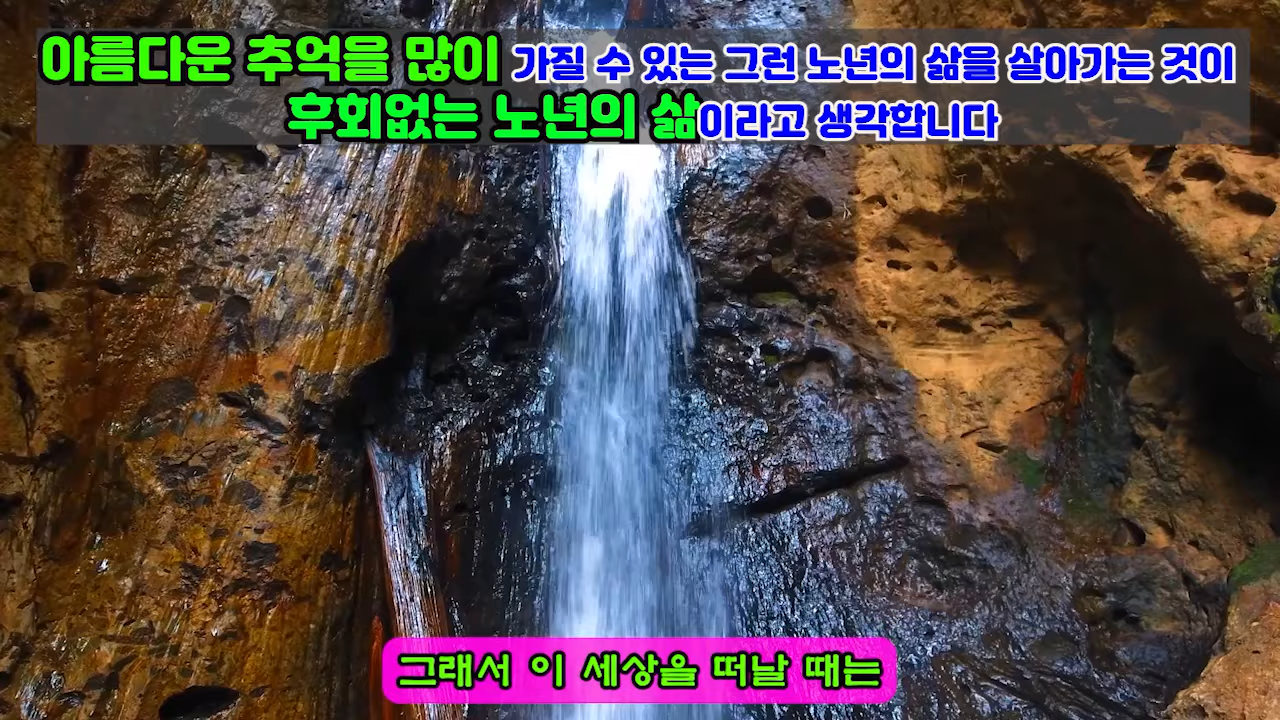 아름다운 추억을 많이 가질 수 있는 그런 노년의 삶을 살아가는 것이
후회없는 노년의 삶이라고 생각합니다
그래서 이 세상을 떠날 때는